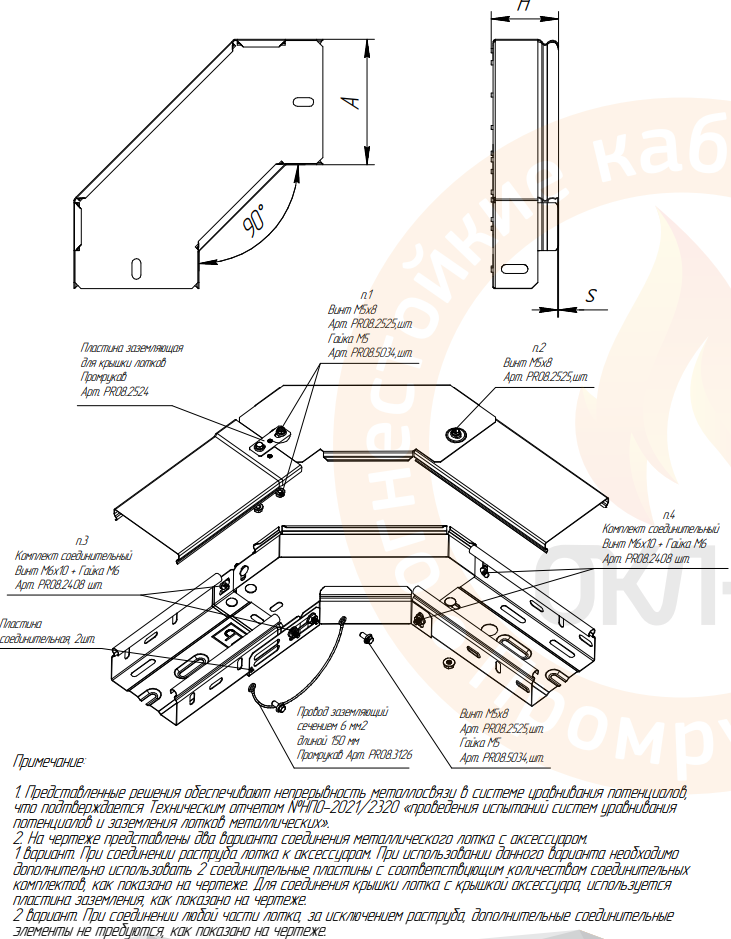 H
A
90°
S
п.1
Винт М5х8
Арт. PR08.2525,шт.
Гайка М5
Арт. PR08.5034,шт.
п.2
Винт М5х8
Арт. PR08.2525,шт.
Пластина заземляющая
для крышки лотков
Промрукав
Арт. PR08.2524
п.3
Комплект соединительный
Винт М6х10 + Гайка М6
Арт. PR08.2408 шт.
п.4
Комплект соединительный
Винт М6х10 + Гайка М6
Арт. PR08.2408 шт.
Пластина
соединительная, 2шт.
Провод заземляющий
сечением 6 мм2
длиной 150 мм
Промрукав Арт. PR08.3126
Винт М5х8
Арт. PR08.2525,шт.
Гайка М5
Арт. PR08.5034,шт.
Примечание:
1. Представленные решения обеспечивают непрерывность металлосвязи в системе уравнивания потенциалов,
что подтверждается Техническим отчетом №НПО-2021/2320 «проведения испытаний систем уравнивания
потенциалов и заземления лотков металлических».
2. На чертеже представлены два варианта соединения металлического лотка с аксессуаром.
1 вариант. При соединении раструба лотка к аксессуарам. При использовании данного варианта необходимо
дополнительно использовать 2 соединительные пластины с соответствующим количеством соединительных
комплектов, как показано на чертеже. Для соединения крышки лотка с крышкой аксессуара, используется
пластина заземления, как показано на чертеже.
2 вариант. При соединении любой части лотка, за исключением раструба, дополнительные соединительные
элементы не требуются, как показано на чертеже.
огнестойкие каб
ОКЛ-
промру